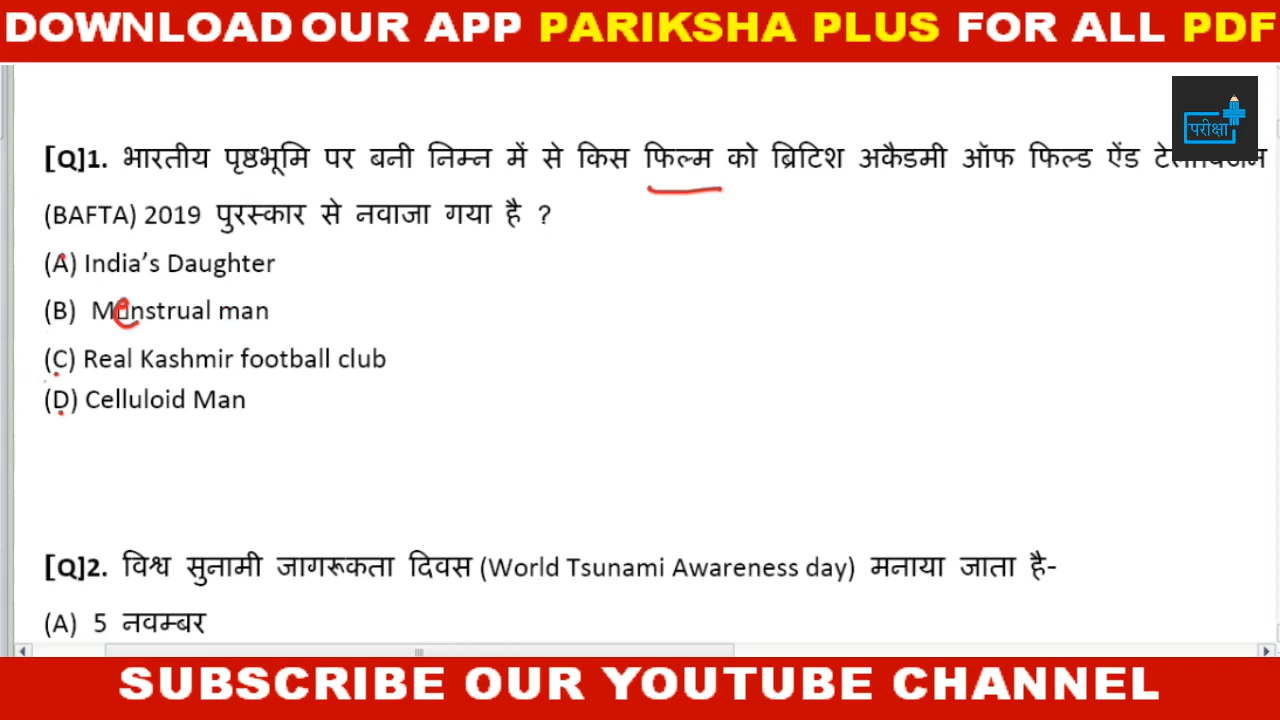 DOWNLOAD OUR APP PARIKSHA PLUS FOR ALL PDF
परीक्षा
[Q]1. भारतीय पृष्ठभूमि पर बनी निम्न में से किस फिल्म को ब्रिटिश अकैडमी ऑफ फिल्ड ऐंड
(BAFTA) 2019 पुरस्कार से नवाजा गया है ?
(A) India’s Daughter
(B) Menstrual man
(C) Real Kashmir football club
(D) Celluloid Man
[Q]2. विश्व सुनामी जागरूकता दिवस (World Tsunami Awareness day) मनाया जाता है-
(A) 5 नवम्बर
SUBSCRIBE OUR YOUTUBE CHANNEL